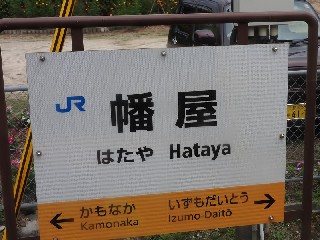 JR 幡屋
はたや Hataya
← かもなか いずもだいとう →
Kamonaka Izumo Daitō